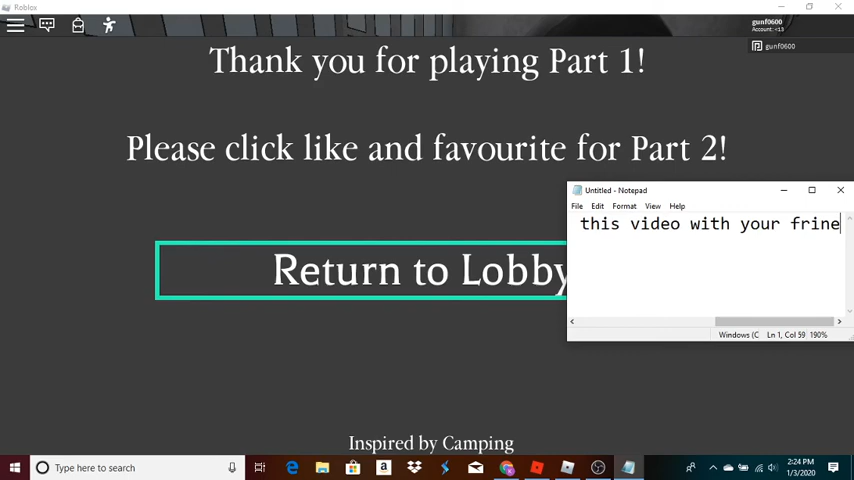 Roblox
gunf0600
Account: <13
gunf0600
Thank you for playing Part 1!
Please click like and favourite for Part 2!
Return to Lobby
Inspired by Camping
Untitled - Notepad
File Edit Format View Help
this video with your frine
Windows (C Ln 1, Col 59 190%
Type here to search
2:24 PM
1/3/2020